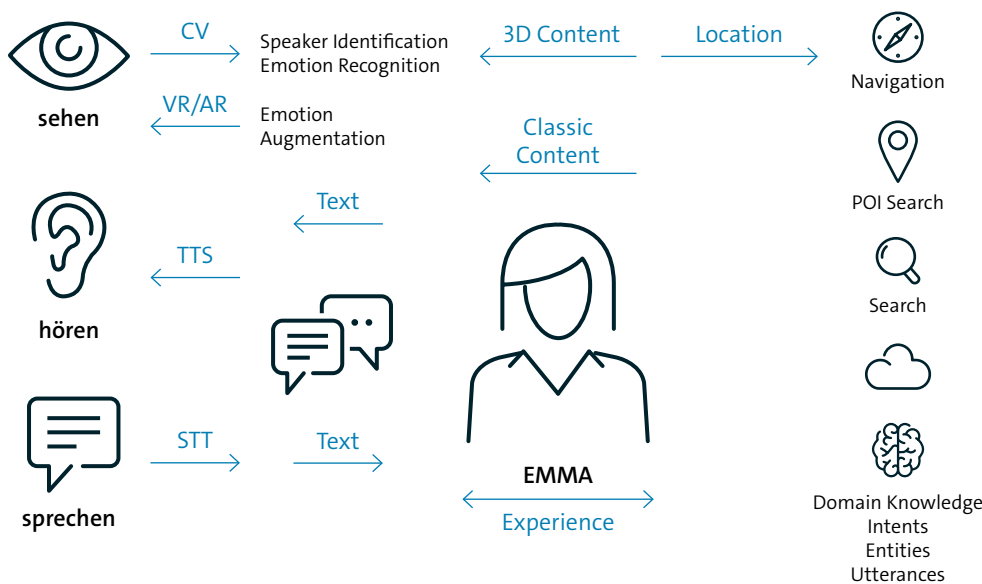 CV
Speaker Identification
Emotion Recognition
sehen
VR/AR
Emotion
Augmentation
3D Content
Location
Navigation
Classic
Content
POI Search
Text
TTS
hören
Search
STT
Text
sprechen
EMMA
Experience
Domain Knowledge
Intents
Entities
Utterances